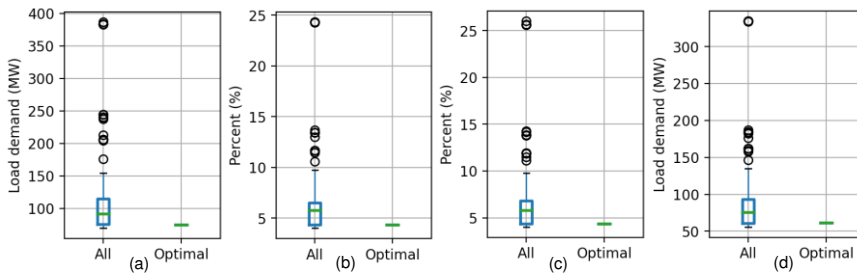 Load demand (MW)
400
350
300
250
200
150
100
All
Optimal
(a)
Percent (%)
25
20
15
10
5
All
Optimal
(b)
Percent (%)
25
20
15
10
5
All
Optimal
(c)
Load demand (MW)
300
250
200
150
100
50
All
Optimal
(d)